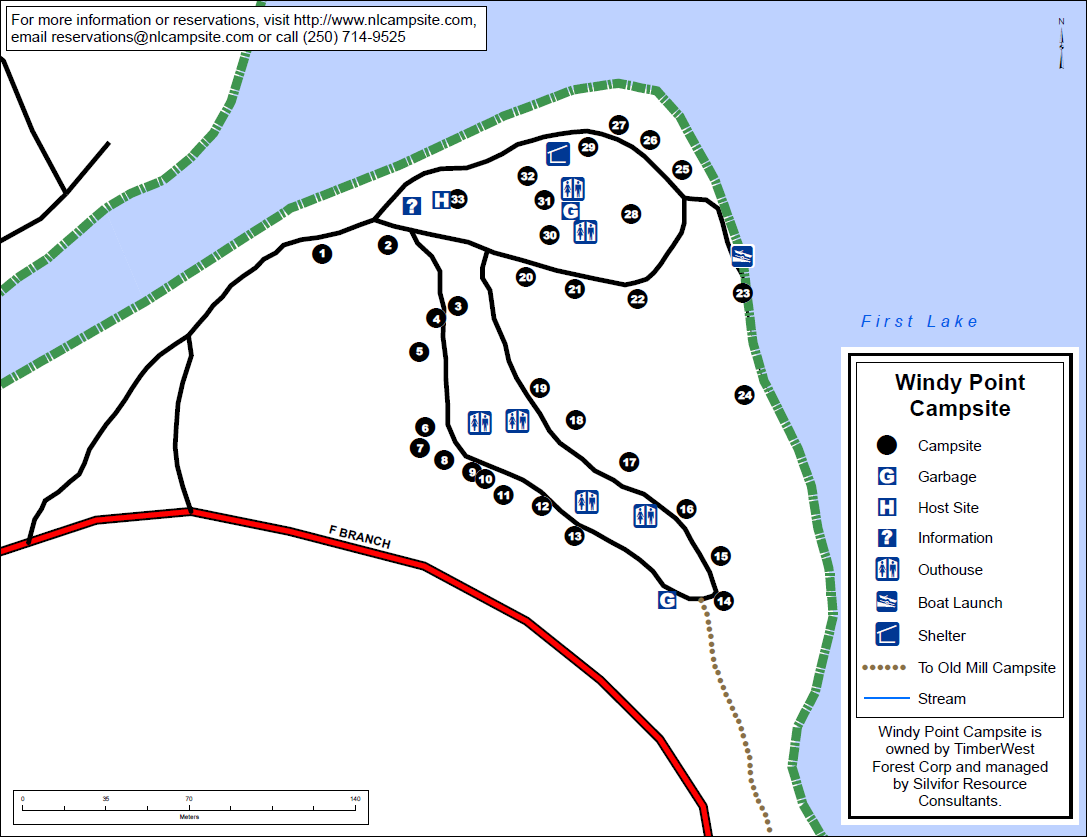 For more information or reservations, visit http://www.nlcampsite.com,
email reservations@nlcampsite.com or call (250) 714-9525
N
27
26
29
25
32
?
H
33
31
G
28
30
2
1
20
21
22
23
3
4
First Lake
5
19
24
18
6
7
8
17
9
10
11
12
16
13
F BRANCH
15
G
14
Windy Point
Campsite
Campsite
G Garbage
H Host Site
? Information
Outhouse
Boat Launch
Shelter
To Old Mill Campsite
Stream
Windy Point Campsite is
owned by TimberWest
Forest Corp and managed
by Silvifor Resource
Consultants.
0 35 70 140
Meters